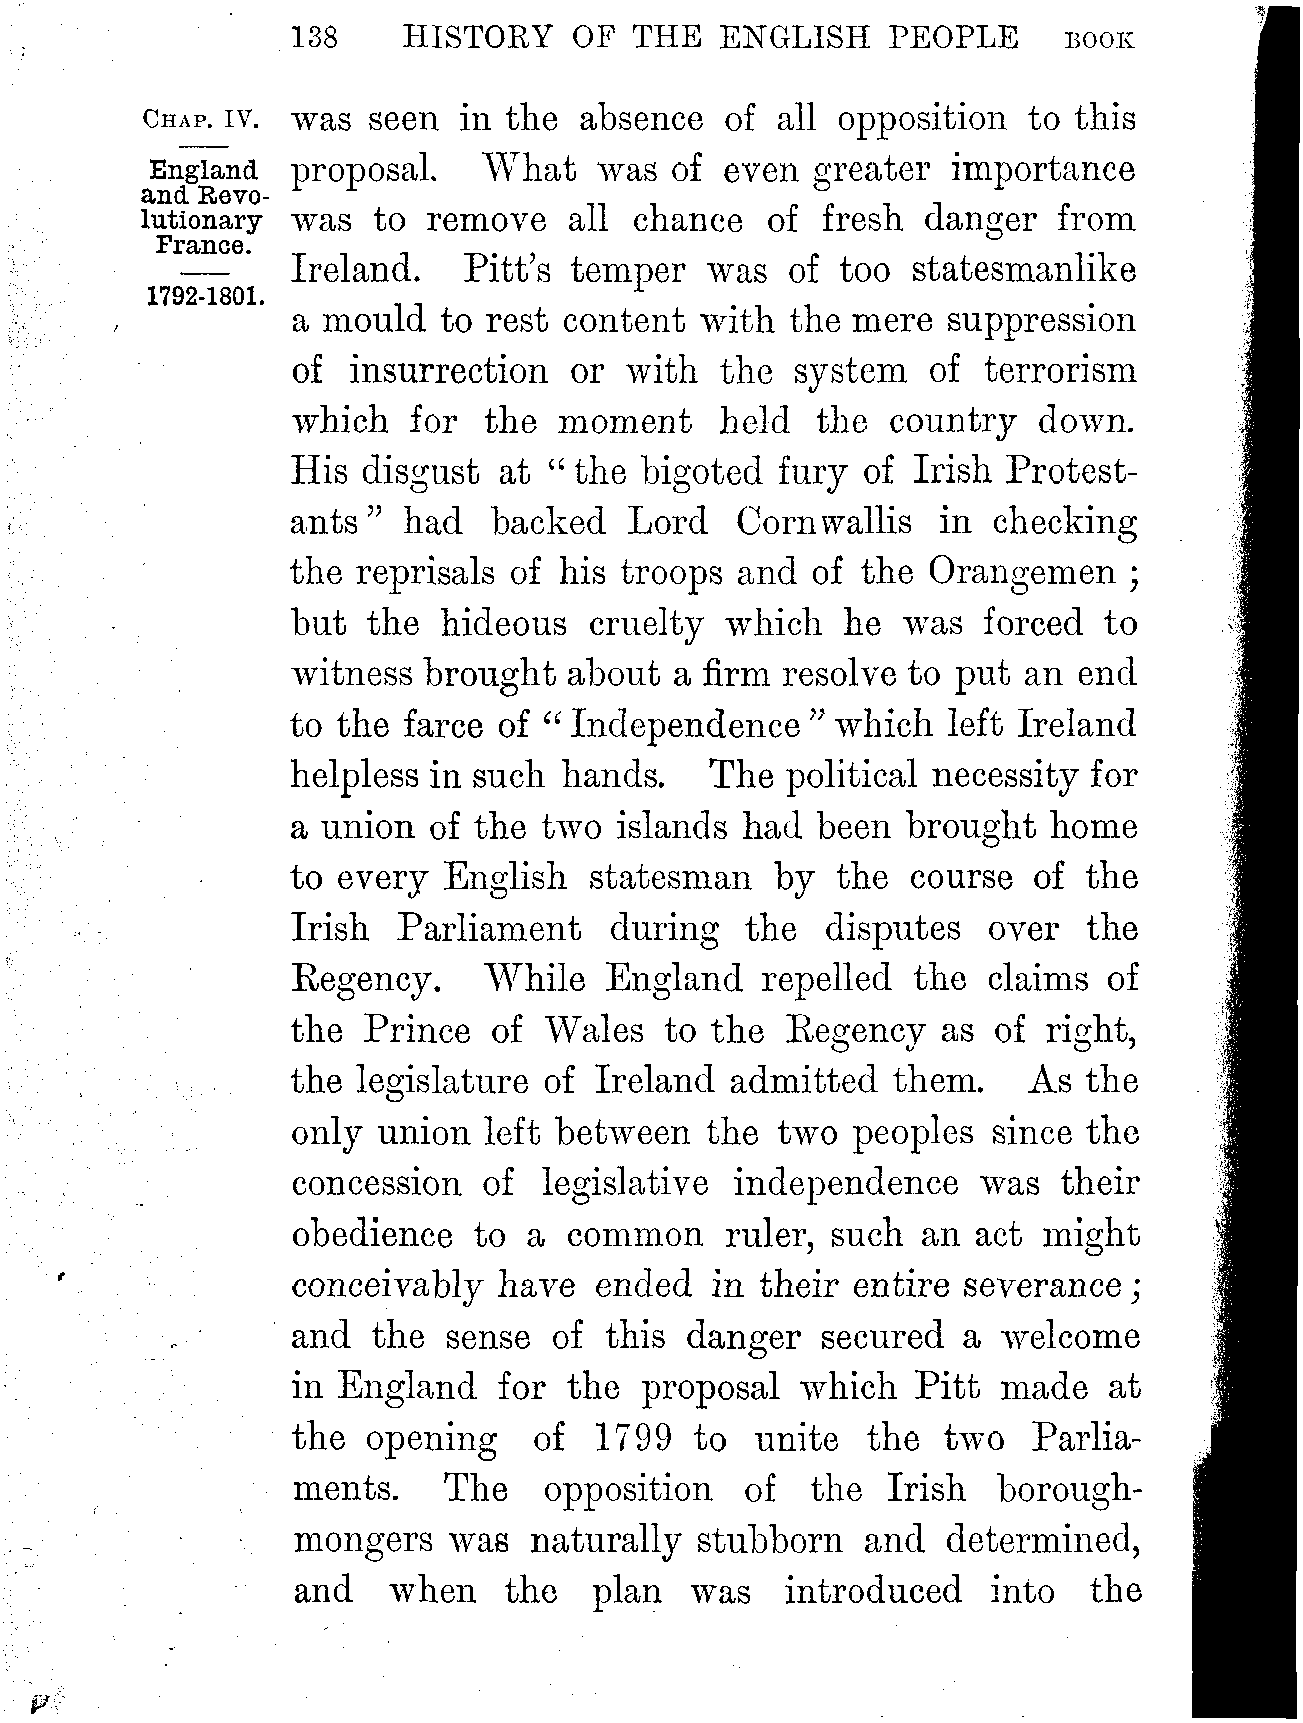 138 HISTORY OF THE ENGLISH PEOPLE BOOK
CHAP. IV.
England
and Revo-
lutionary
France.
1792-1801.
was seen in the absence of all opposition to this
proposal. What was of even greater importance
was to remove all chance of fresh danger from
Ireland. Pitt's temper was of too statesmanlike
a mould to rest content with the mere suppression
of insurrection or with the system of terrorism
which for the moment held the country down.
His disgust at "the bigoted fury of Irish Protest-
ants" had backed Lord Cornwallis in checking
the reprisals of his troops and of the Orangemen ;
but the hideous cruelty which he was forced to
witness brought about a firm resolve to put an end
to the farce of "Independence" which left Ireland
helpless in such hands. The political necessity for
a union of the two islands had been brought home
to every English statesman by the course of the
Irish Parliament during the disputes over the
Regency. While England repelled the claims of
the Prince of Wales to the Regency as of right,
the legislature of Ireland admitted them. As the
only union left between the two peoples since the
concession of legislative independence was their
obedience to a common ruler, such an act might
conceivably have ended in their entire severance ;
and the sense of this danger secured a welcome
in England for the proposal which Pitt made at
the opening of 1799 to unite the two Parlia-
ments. The opposition of the Irish borough-
mongers was naturally stubborn and determined,
and when the plan was introduced into the